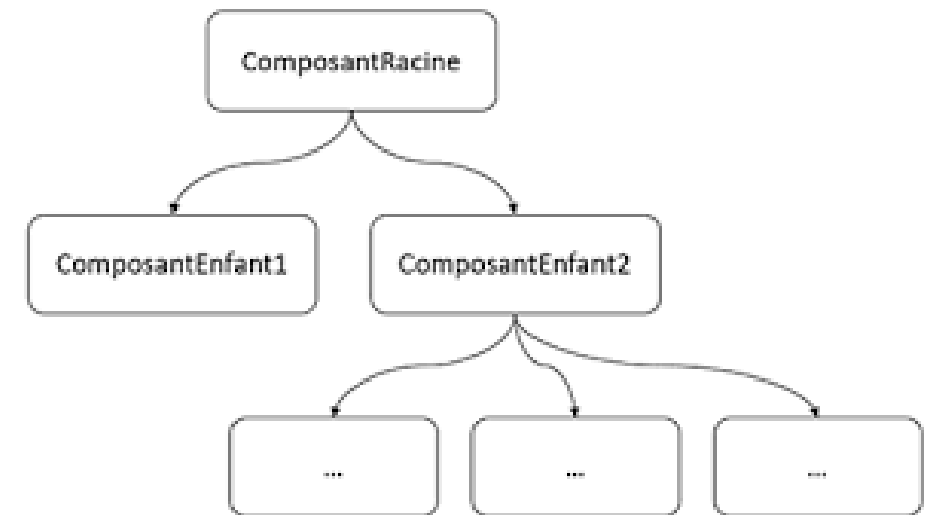 ComposantRacine
ComposantEnfant1
ComposantEnfant2
...
...
...